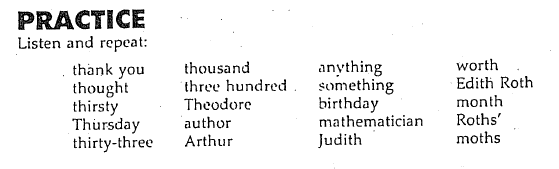 PRACTICE
Listen and repeat:
thank you thousand anything worth
thought three hundred something Edith Roth
thirsty Theodore birthday month
Thursday author mathematician Roths'
thirty-three Arthur Judith moths